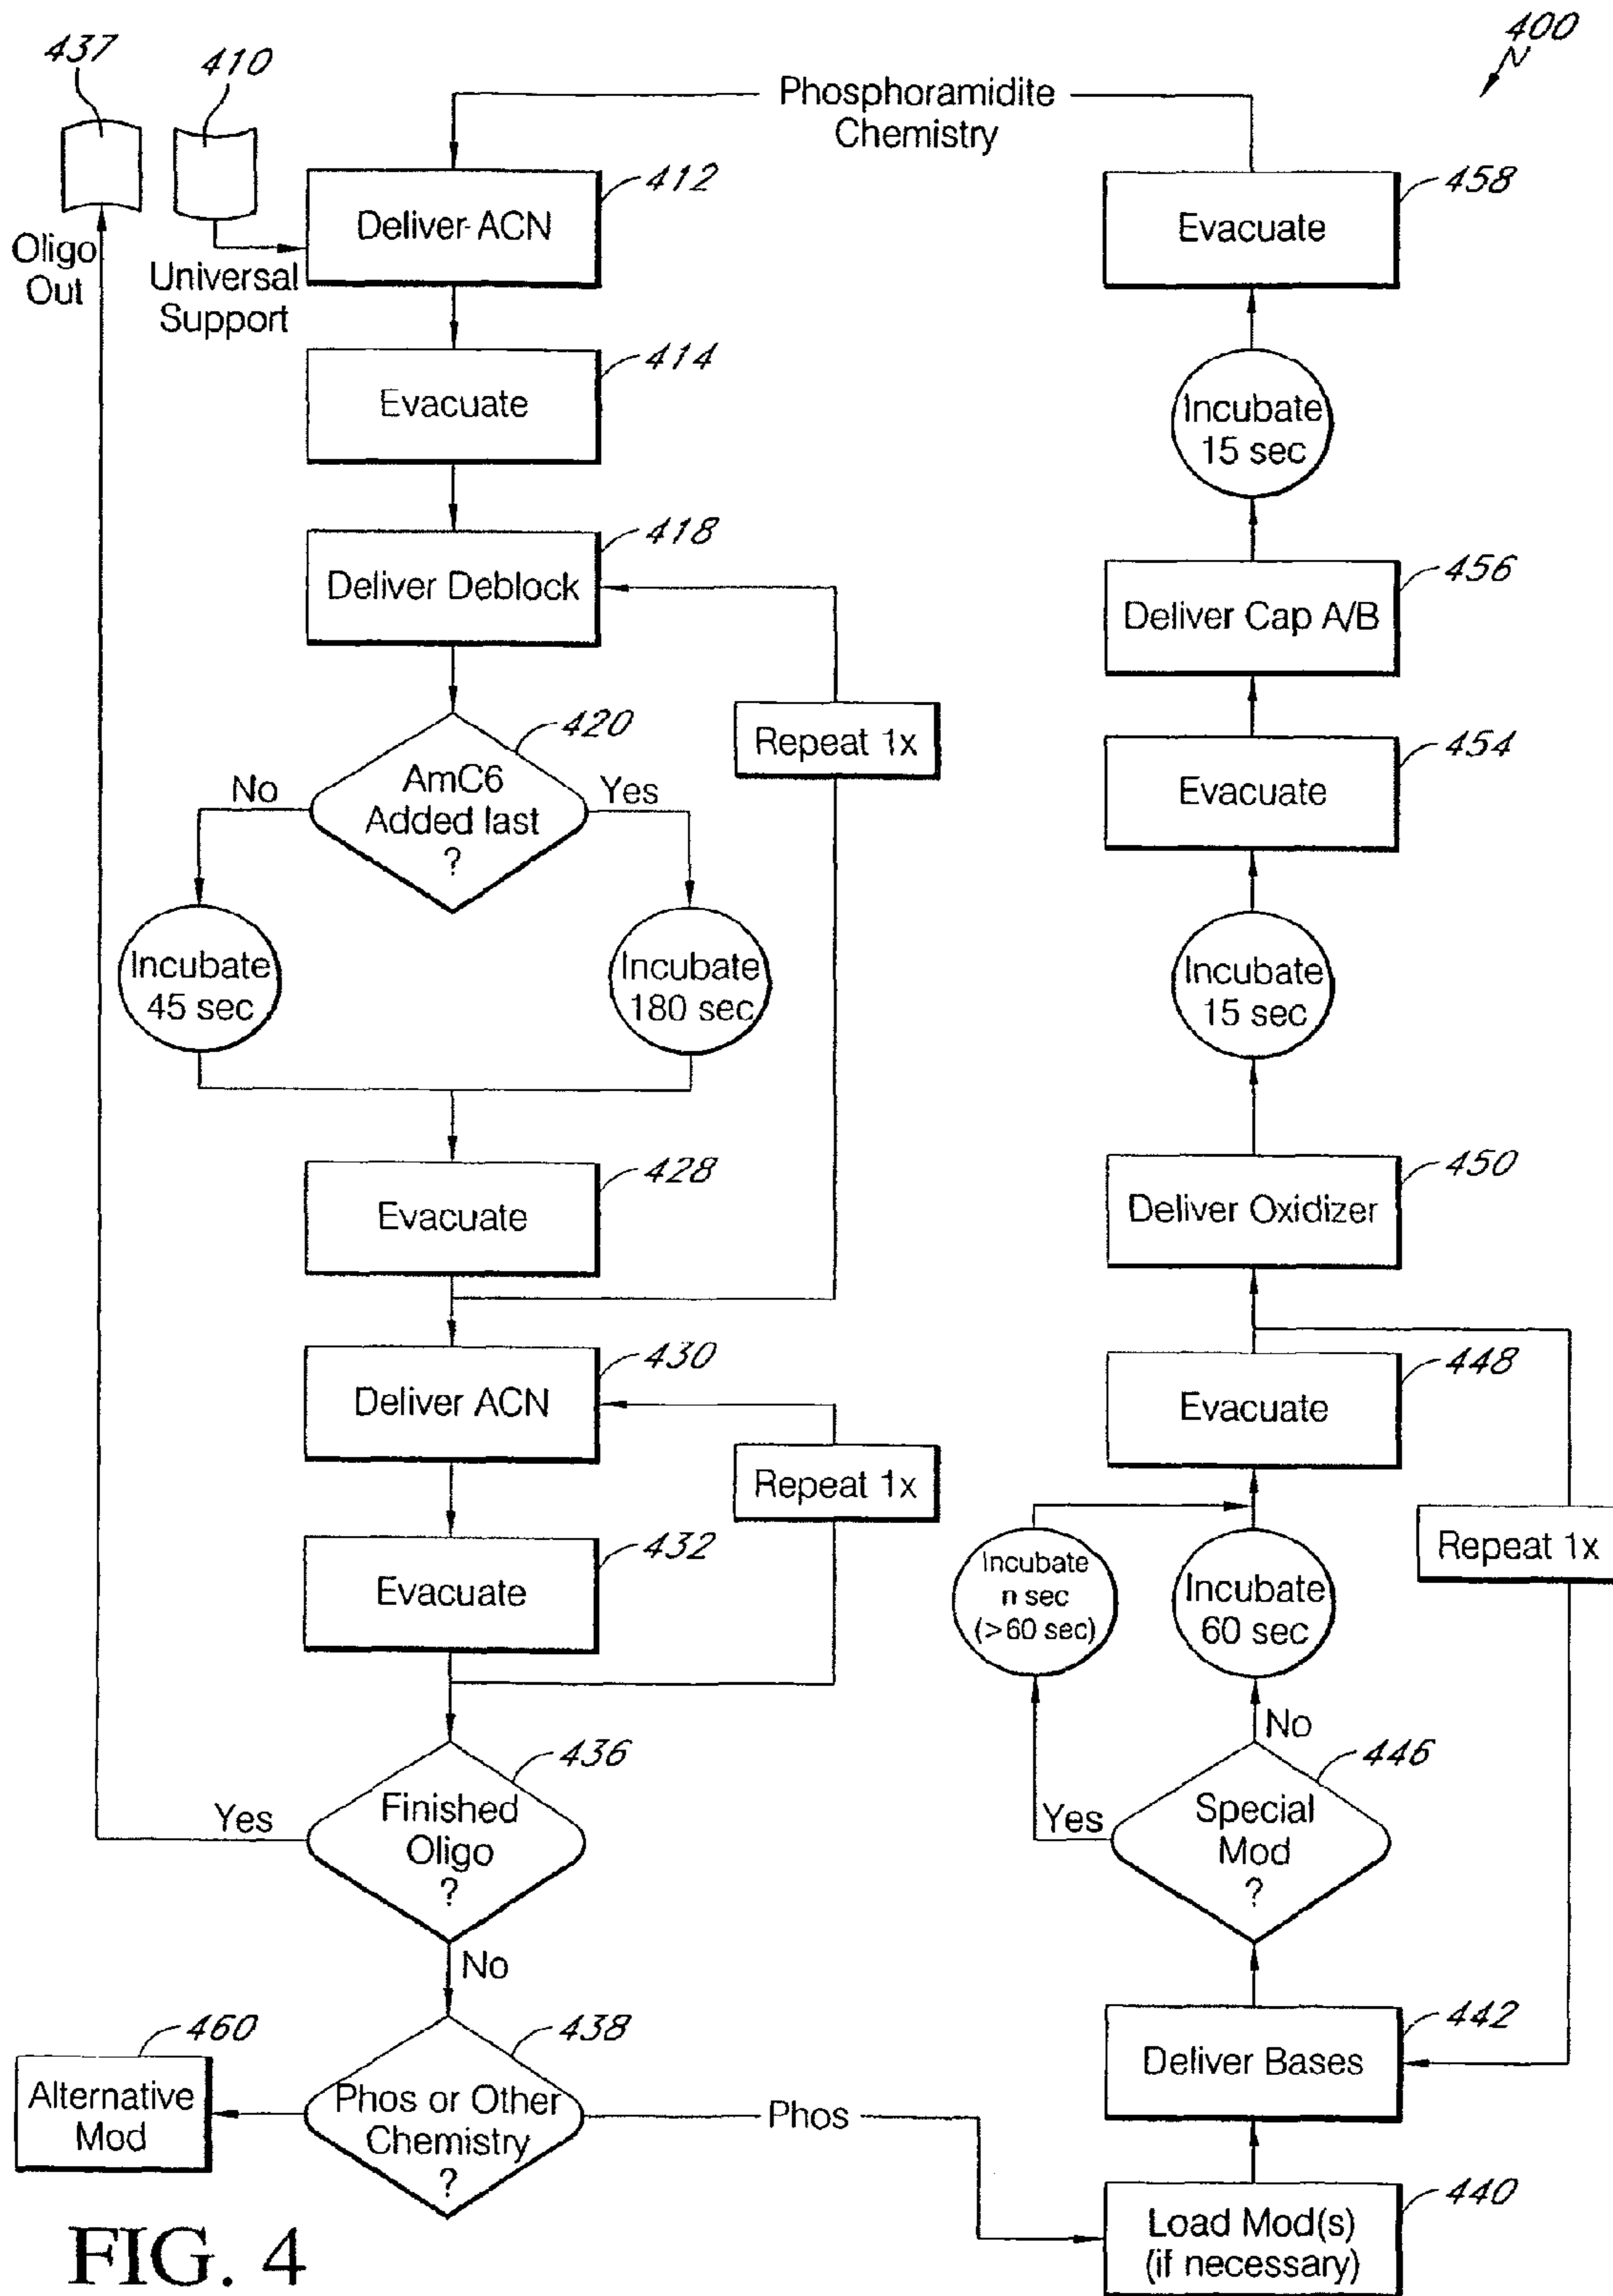 400
437
410
Phosphoramidite
Chemistry
Oligo
Out
Universal
Support
412
Deliver ACN
414
Evacuate
418
Deliver Deblock
Repeat 1x
420
AmC6
Added last
?
No
Yes
Incubate
45 sec
Incubate
180 sec
428
Evacuate
430
Deliver ACN
Repeat 1x
432
Evacuate
436
Finished
Oligo
?
Yes
No
438
Phos or Other
Chemistry
?
460
Alternative
Mod
Phos
440
Load Mod(s)
(if necessary)
442
Deliver Bases
446
Special
Mod
?
Yes
No
Incubate
n sec
(>60 sec)
Incubate
60 sec
Repeat 1x
448
Evacuate
450
Deliver Oxidizer
Incubate
15 sec
454
Evacuate
456
Deliver Cap A/B
Incubate
15 sec
458
Evacuate
FIG. 4